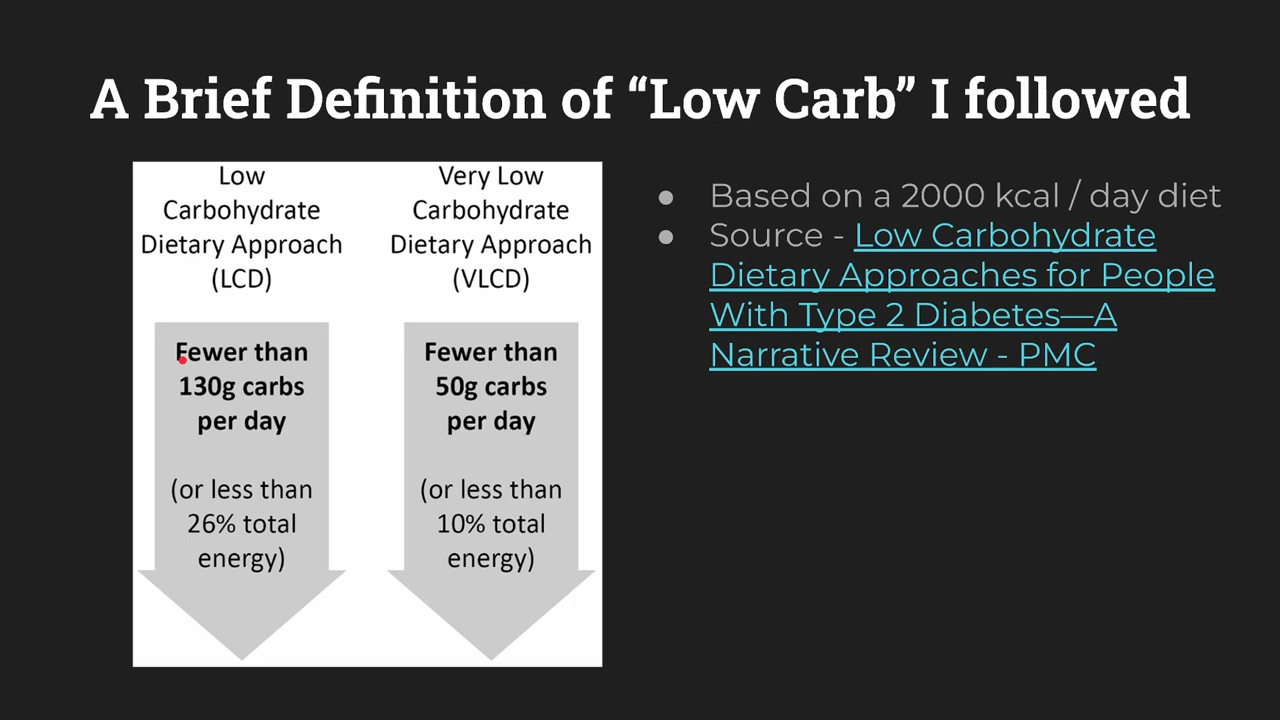 A Brief Definition of “Low Carb” I followed
Low
Carbohydrate
Dietary Approach
(LCD)
Fewer than
130g carbs
per day
(or less than
26% total
energy)
Very Low
Carbohydrate
Dietary Approach
(VLCD)
Fewer than
50g carbs
per day
(or less than
10% total
energy)
● Based on a 2000 kcal / day diet
● Source - Low Carbohydrate
Dietary Approaches for People
With Type 2 Diabetes—A
Narrative Review - PMC